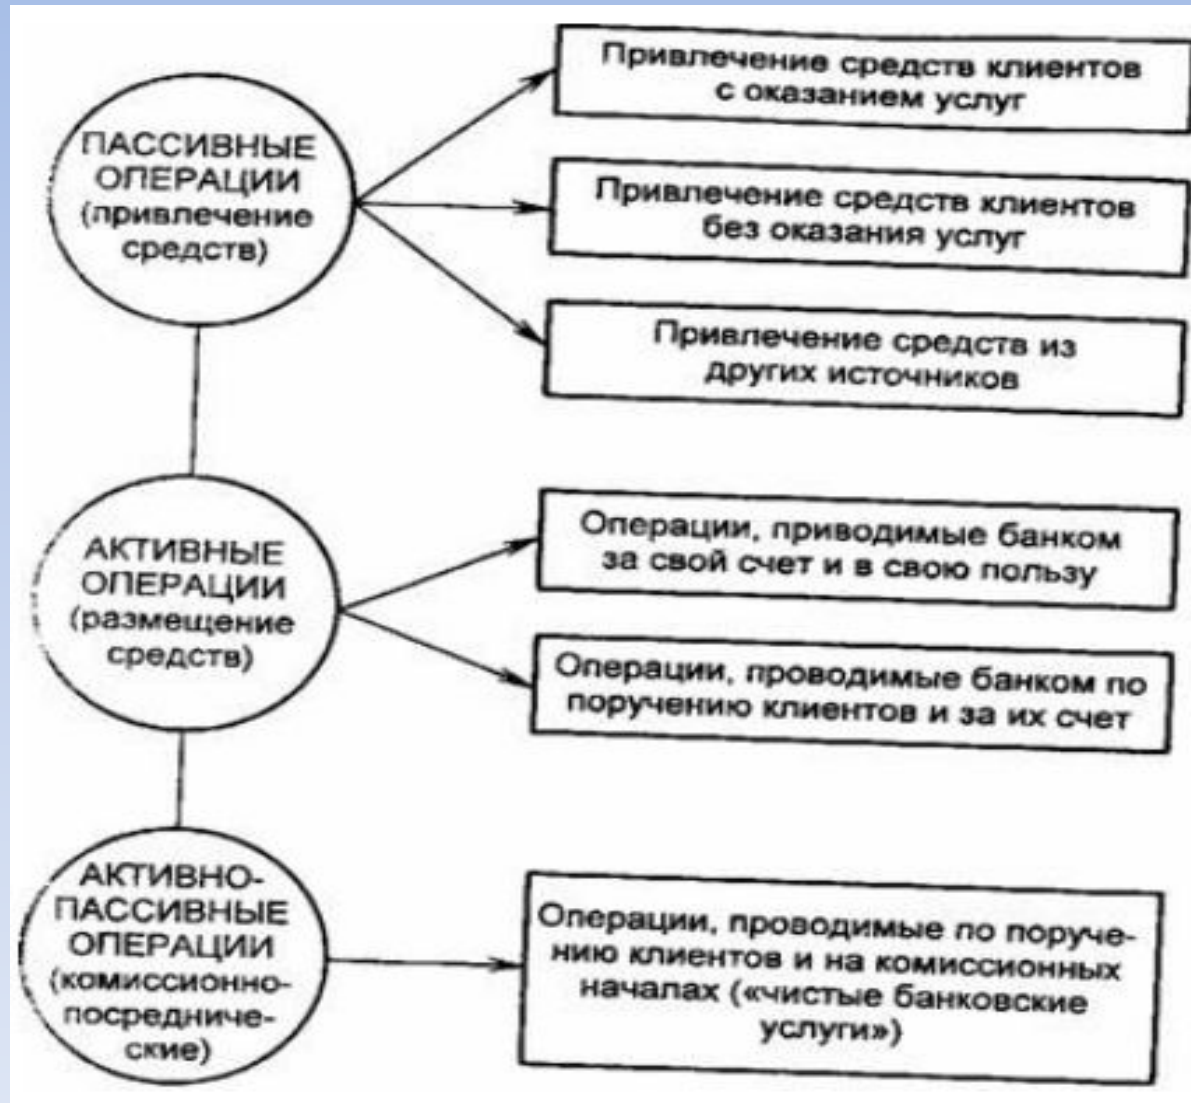 ПАССИВНЫЕ
ОПЕРАЦИИ
(привлечение
средств)
Привлечение средств клиентов
с оказанием услуг
Привлечение средств клиентов
без оказания услуг
Привлечение средств из
других источников
АКТИВНЫЕ
ОПЕРАЦИИ
(размещение
средств)
Операции, приводимые банком
за свой счет и в свою пользу
Операции, проводимые банком по
поручению клиентов и за их счет
АКТИВНО-
ПАССИВНЫЕ
ОПЕРАЦИИ
(комиссионно-
посредниче-
ские)
Операции, проводимые по поруче-
нию клиентов и на комиссионных
началах («чистые банковские
услуги»)